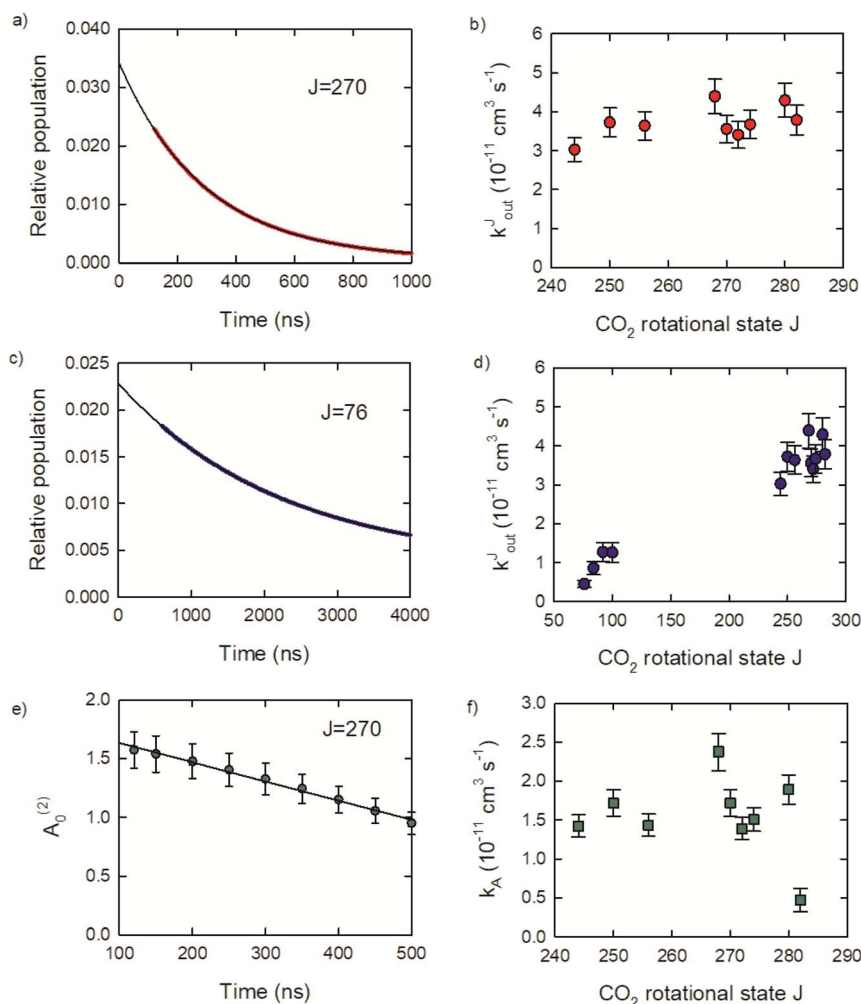 a)
Relative population
0.040
0.030
0.020
0.010
0.000
J=270
0 200 400 600 800 1000
Time (ns)
b)
k^J_out (10^-11 cm^3 s^-1)
6
5
4
3
2
1
0
240 250 260 270 280 290
CO_2 rotational state J
c)
Relative population
0.025
0.020
0.015
0.010
0.005
0.000
J=76
0 1000 2000 3000 4000
Time (ns)
d)
k^J_out (10^-11 cm^3 s^-1)
6
5
4
3
2
1
0
50 100 150 200 250 300
CO_2 rotational state J
e)
A_0^(2)
2.0
1.5
1.0
0.5
0.0
J=270
100 200 300 400 500
Time (ns)
f)
k_A (10^-11 cm^3 s^-1)
3.0
2.5
2.0
1.5
1.0
0.5
0.0
240 250 260 270 280 290
CO_2 rotational state J